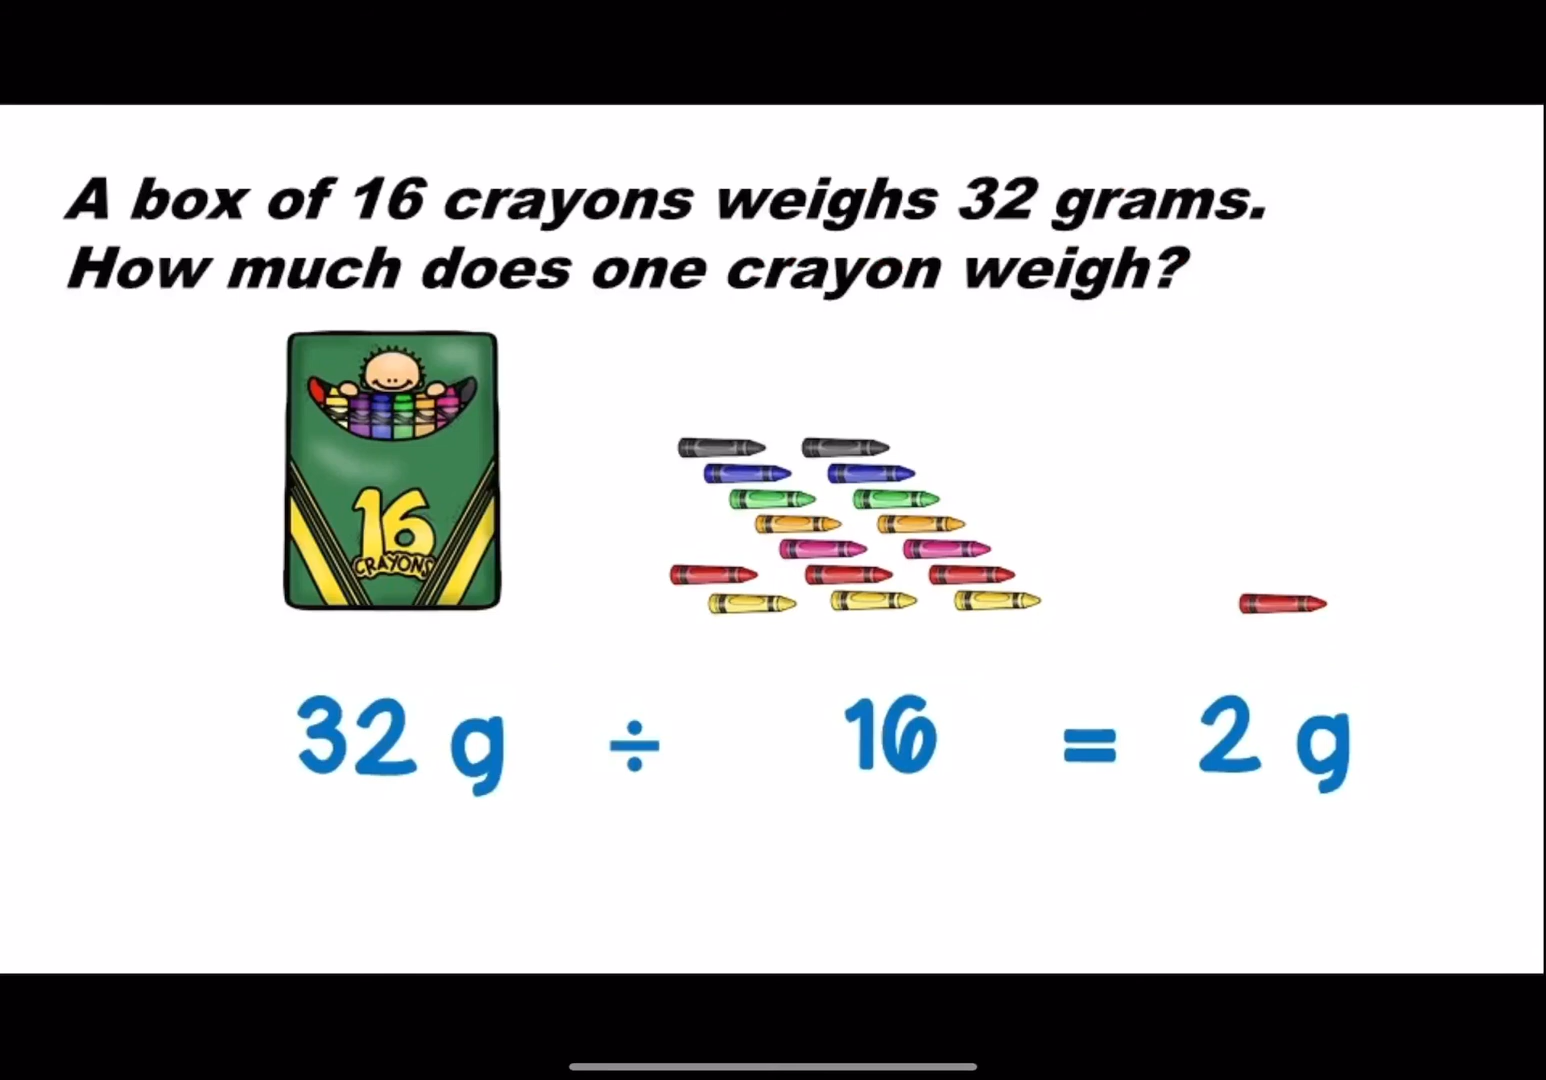 A box of 16 crayons weighs 32 grams.
How much does one crayon weigh?
16
CRAYONS
32 g ÷ 16 = 2 g